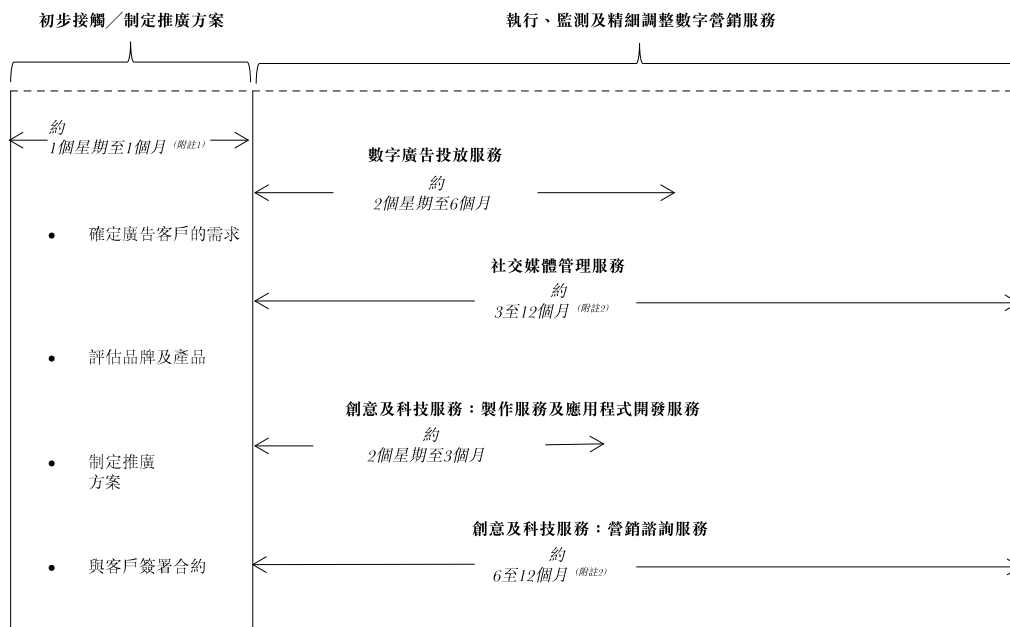 初步接觸／制定推廣方案
執行、監測及精細調整數字營銷服務
約
1個星期至1個月（附註1）
• 確定廣告客戶的需求
• 評估品牌及產品
• 制定推廣
方案
• 與客戶簽署合約
數字廣告投放服務
約
2個星期至6個月
社交媒體管理服務
約
3至12個月（附註2）
創意及科技服務：製作服務及應用程式開發服務
約
2個星期至3個月
創意及科技服務：營銷諮詢服務
約
6至12個月（附註2）